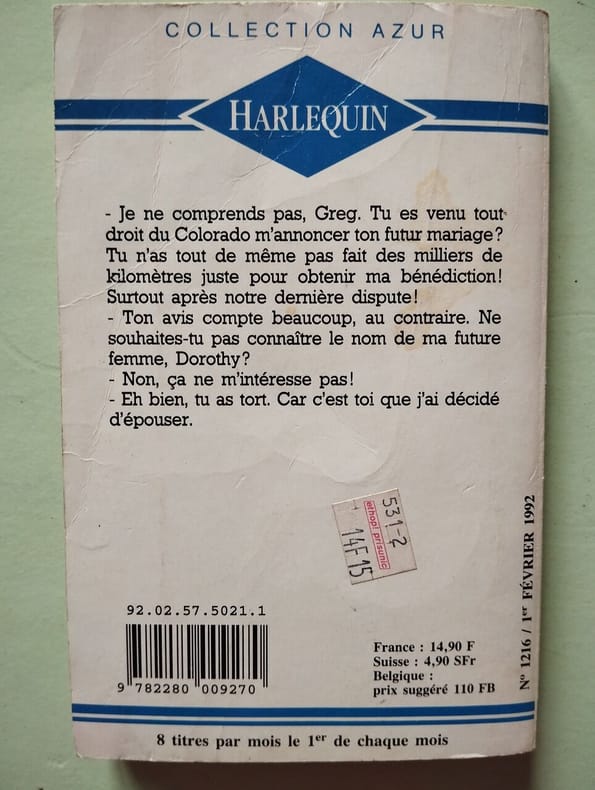 COLLECTION AZUR
HARLEQUIN
- Je ne comprends pas, Greg. Tu es venu tout
droit du Colorado m'annoncer ton futur mariage?
Tu n'as tout de même pas fait des milliers de
kilomètres juste pour obtenir ma bénédiction!
Surtout après notre dernière dispute!
- Ton avis compte beaucoup, au contraire. Ne
souhaites-tu pas connaître le nom de ma future
femme, Dorothy?
- Non, ça ne m'intéresse pas!
- Eh bien, tu as tort. Car c'est toi que j'ai décidé
d'épouser.
531-2
ethop! prisunic
14F15
92.02.57.5021.1
9 782280 009270
France : 14,90 F
Suisse : 4,90 SFr
Belgique :
prix suggéré 110 FB
N° 1216 / 1er FÉVRIER 1992
8 titres par mois le 1er de chaque mois